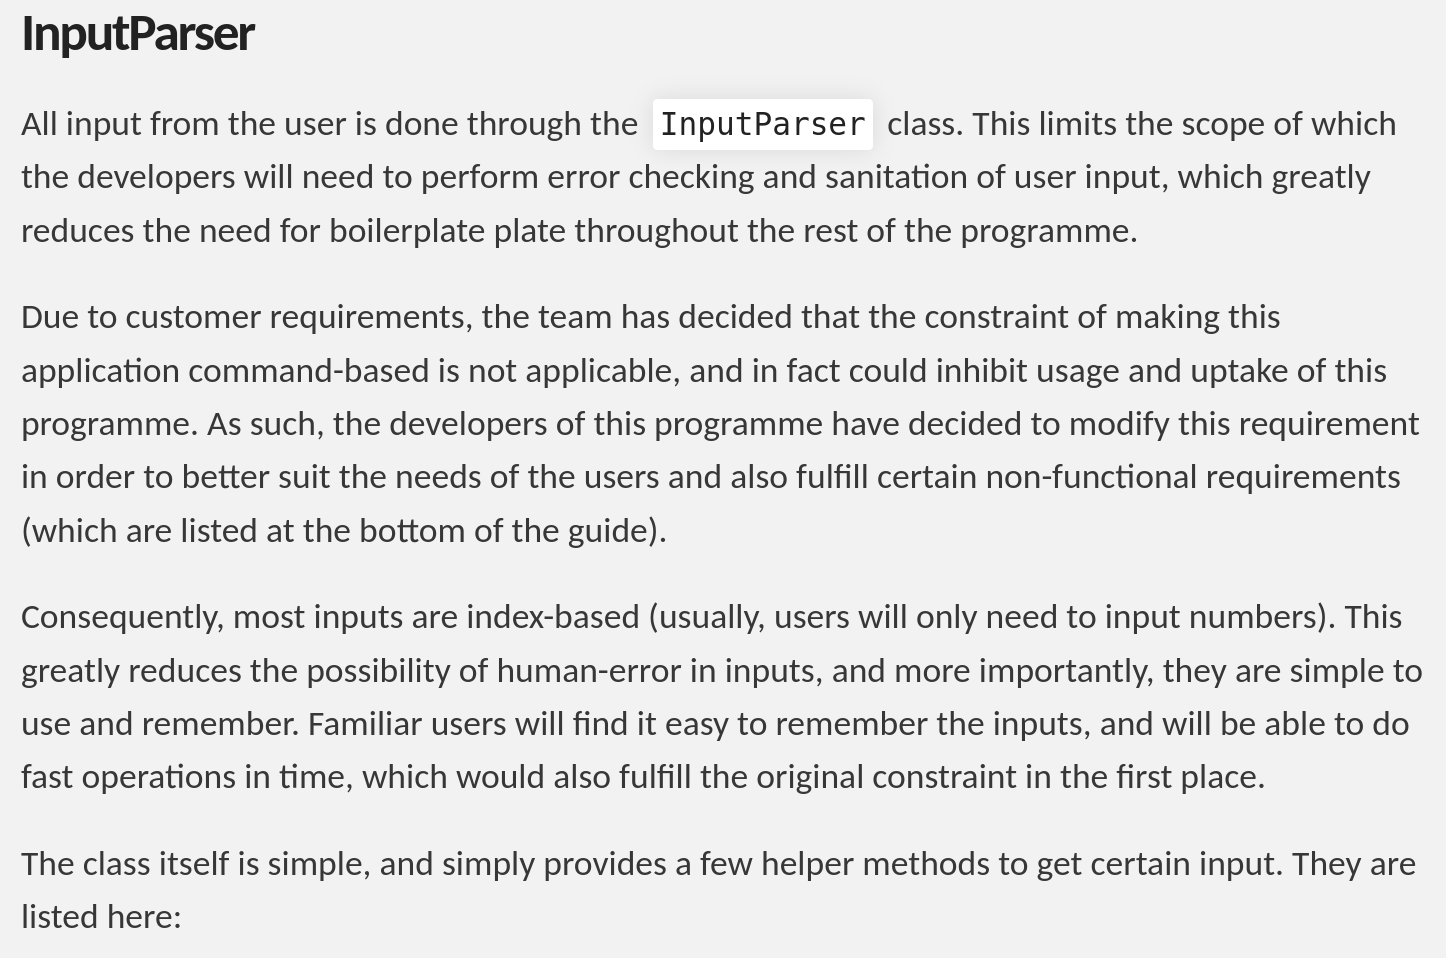 InputParser
All input from the user is done through the InputParser class. This limits the scope of which
the developers will need to perform error checking and sanitation of user input, which greatly
reduces the need for boilerplate plate throughout the rest of the programme.
Due to customer requirements, the team has decided that the constraint of making this
application command-based is not applicable, and in fact could inhibit usage and uptake of this
programme. As such, the developers of this programme have decided to modify this requirement
in order to better suit the needs of the users and also fulfill certain non-functional requirements
(which are listed at the bottom of the guide).
Consequently, most inputs are index-based (usually, users will only need to input numbers). This
greatly reduces the possibility of human-error in inputs, and more importantly, they are simple to
use and remember. Familiar users will find it easy to remember the inputs, and will be able to do
fast operations in time, which would also fulfill the original constraint in the first place.
The class itself is simple, and simply provides a few helper methods to get certain input. They are
listed here: